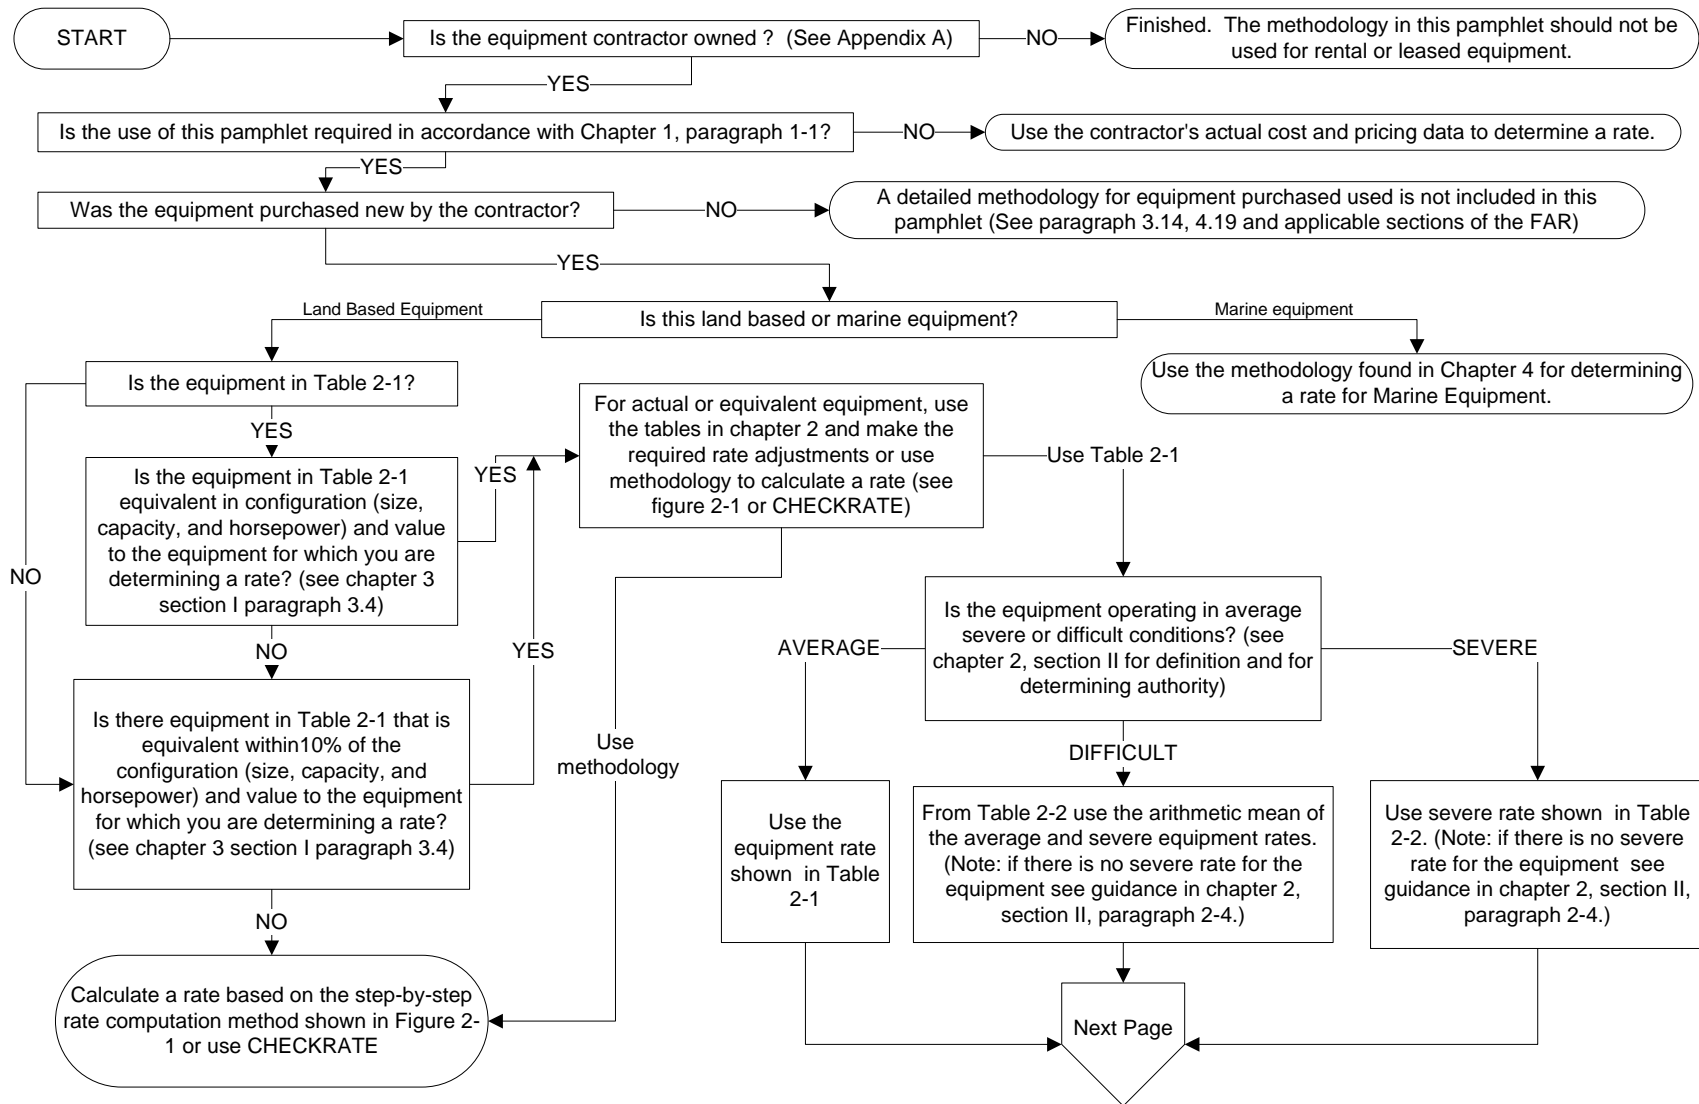 START
Is the equipment contractor owned ? (See Appendix A)
NO
Finished. The methodology in this pamphlet should not be
used for rental or leased equipment.
YES
Is the use of this pamphlet required in accordance with Chapter 1, paragraph 1-1?
NO
Use the contractor's actual cost and pricing data to determine a rate.
YES
Was the equipment purchased new by the contractor?
NO
A detailed methodology for equipment purchased used is not included in this
pamphlet (See paragraph 3.14, 4.19 and applicable sections of the FAR)
YES
Land Based Equipment
Is this land based or marine equipment?
Marine equipment
Use the methodology found in Chapter 4 for determining
a rate for Marine Equipment.
Is the equipment in Table 2-1?
NO
YES
Is the equipment in Table 2-1
equivalent in configuration (size,
capacity, and horsepower) and value
to the equipment for which you are
determining a rate? (see chapter 3
section I paragraph 3.4)
YES
NO
Is there equipment in Table 2-1 that is
equivalent within10% of the
configuration (size, capacity, and
horsepower) and value to the equipment
for which you are determining a rate?
(see chapter 3 section I paragraph 3.4)
YES
NO
Calculate a rate based on the step-by-step
rate computation method shown in Figure 2-
1 or use CHECKRATE
For actual or equivalent equipment, use
the tables in chapter 2 and make the
required rate adjustments or use
methodology to calculate a rate (see
figure 2-1 or CHECKRATE)
Use
methodology
Use Table 2-1
Is the equipment operating in average
severe or difficult conditions? (see
chapter 2, section II for definition and for
determining authority)
AVERAGE
DIFFICULT
SEVERE
Use the
equipment rate
shown in Table
2-1
From Table 2-2 use the arithmetic mean of
the average and severe equipment rates.
(Note: if there is no severe rate for the
equipment see guidance in chapter 2,
section II, paragraph 2-4.)
Use severe rate shown in Table
2-2. (Note: if there is no severe
rate for the equipment see
guidance in chapter 2, section II,
paragraph 2-4.)
Next Page